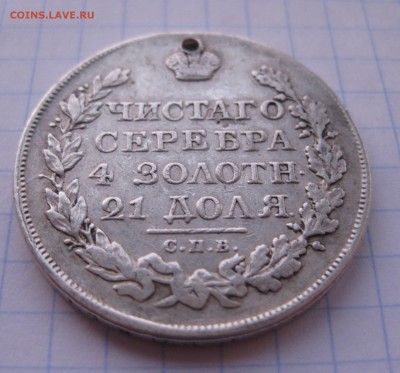 COINS.LAVE.RU
ЧИСТАГО
СЕРЕБРА
4 ЗОЛОТН.
21 ДОЛЯ.
С.П.Б.